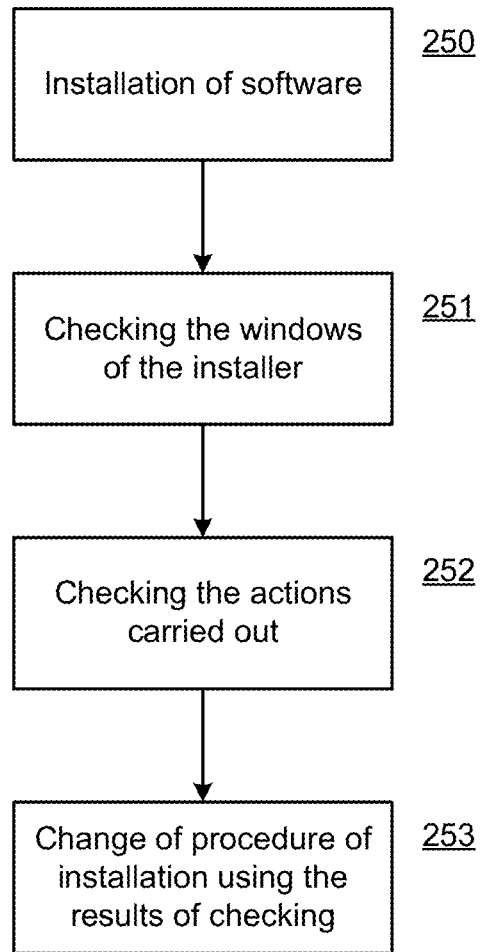 Installation of software
250
Checking the windows
of the installer
251
Checking the actions
carried out
252
Change of procedure of
installation using the
results of checking
253